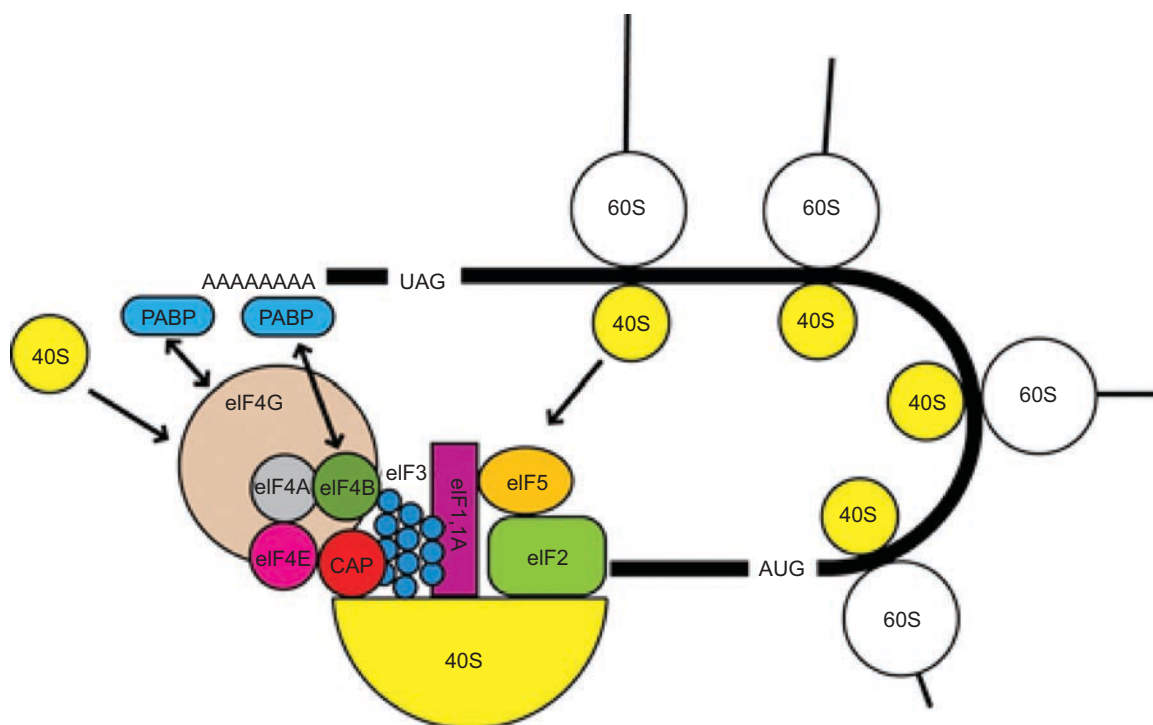 60S
60S
AAAAAAAA
UAG
PABP
PABP
40S
40S
40S
eIF4G
40S
60S
eIF4A
eIF4B
eIF3
eIF1,1A
eIF5
40S
eIF4E
CAP
eIF2
AUG
60S
40S